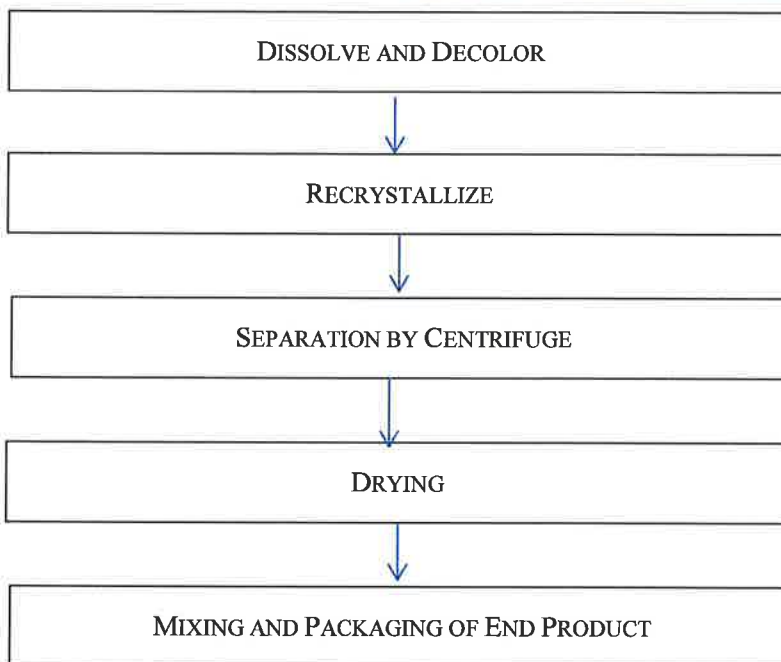 DISSOLVE AND DECOLOR
RECRYSTALLIZE
SEPARATION BY CENTRIFUGE
DRYING
MIXING AND PACKAGING OF END PRODUCT